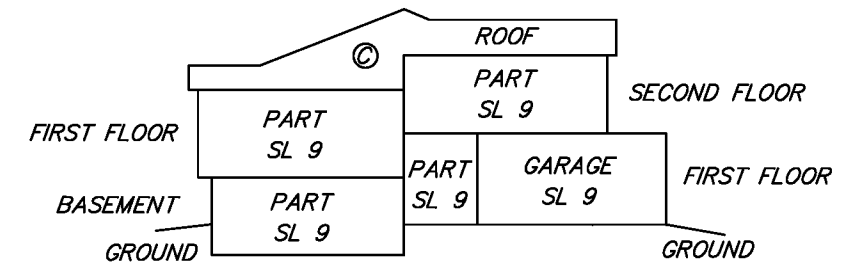 ROOF
©
PART
SL 9
SECOND FLOOR
FIRST FLOOR
PART
SL 9
PART
SL 9
GARAGE
SL 9
FIRST FLOOR
BASEMENT
PART
SL 9
GROUND
GROUND